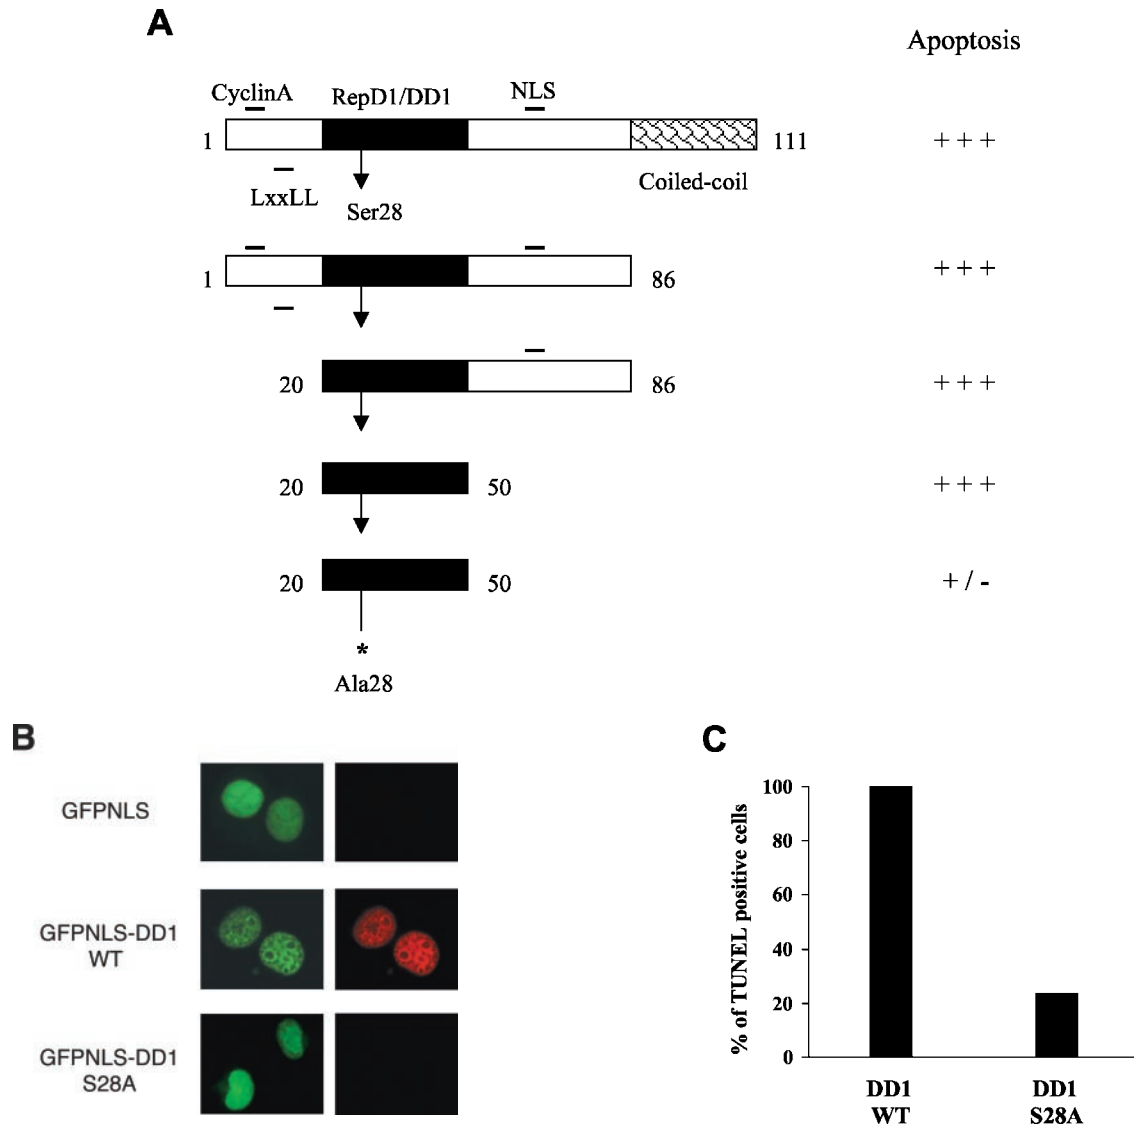 A
Apoptosis
CyclinA RepD1/DD1 NLS
1 111 + + +
LxxLL Ser28 Coiled-coil
1 86 + + +
20 86 + + +
20 50 + + +
20 50 + / -
*
Ala28
B
GFPNLS
GFPNLS-DD1
WT
GFPNLS-DD1
S28A
C
% of TUNEL positive cells
100
80
60
40
20
0
DD1 DD1
WT S28A